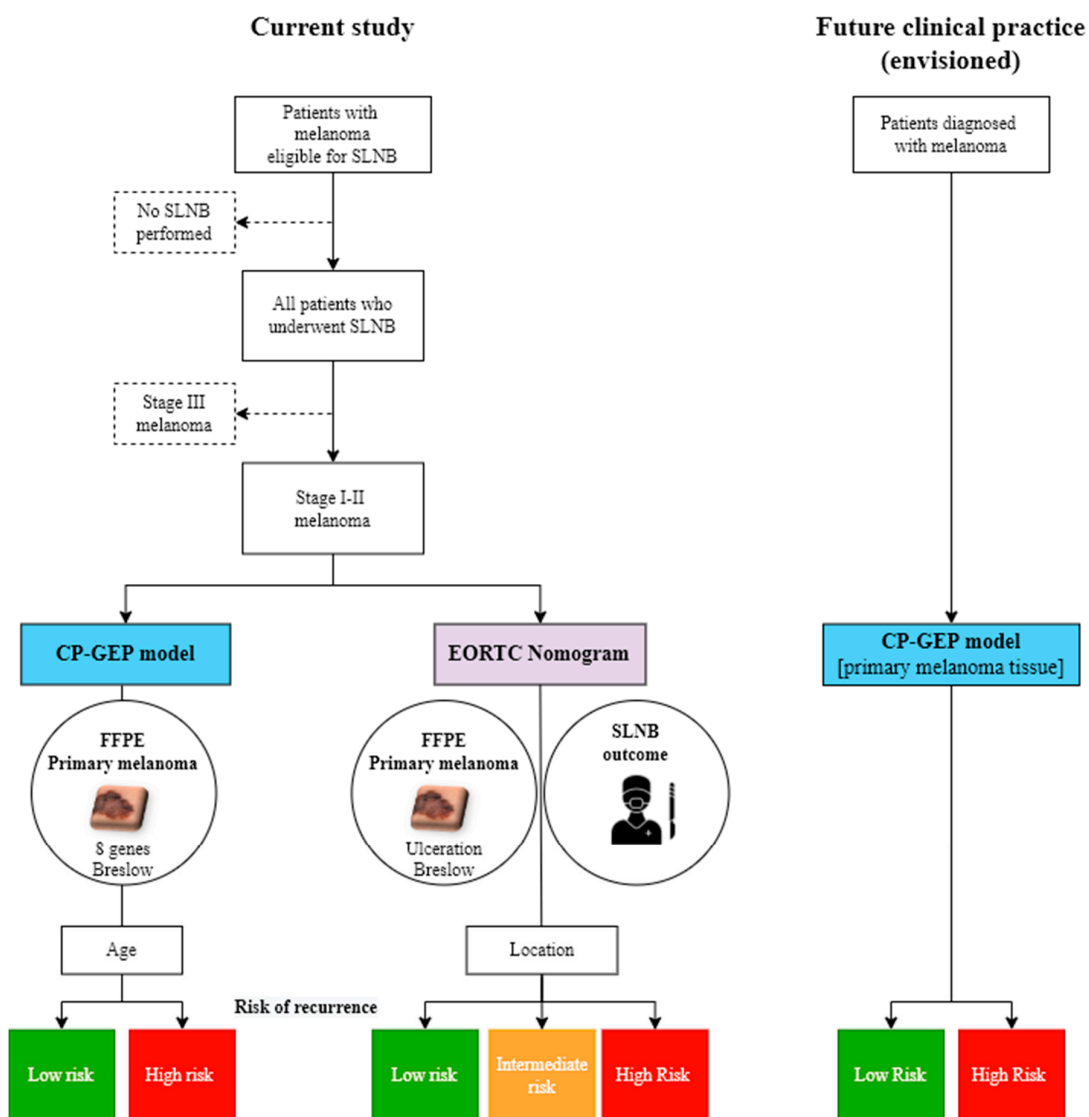 Current study
Future clinical practice
(envisioned)
Patients with
melanoma
eligible for SLNB
Patients diagnosed
with melanoma
No SLNB
performed
All patients who
underwent SLNB
Stage III
melanoma
Stage I-II
melanoma
CP-GEP model
EORTC Nomogram
CP-GEP model
[primary melanoma tissue]
FFPE
Primary melanoma
8 genes
Breslow
FFPE
Primary melanoma
Ulceration
Breslow
SLNB
outcome
Age
Location
Risk of recurrence
Low risk
High risk
Low risk
Intermediate
risk
High Risk
Low Risk
High Risk